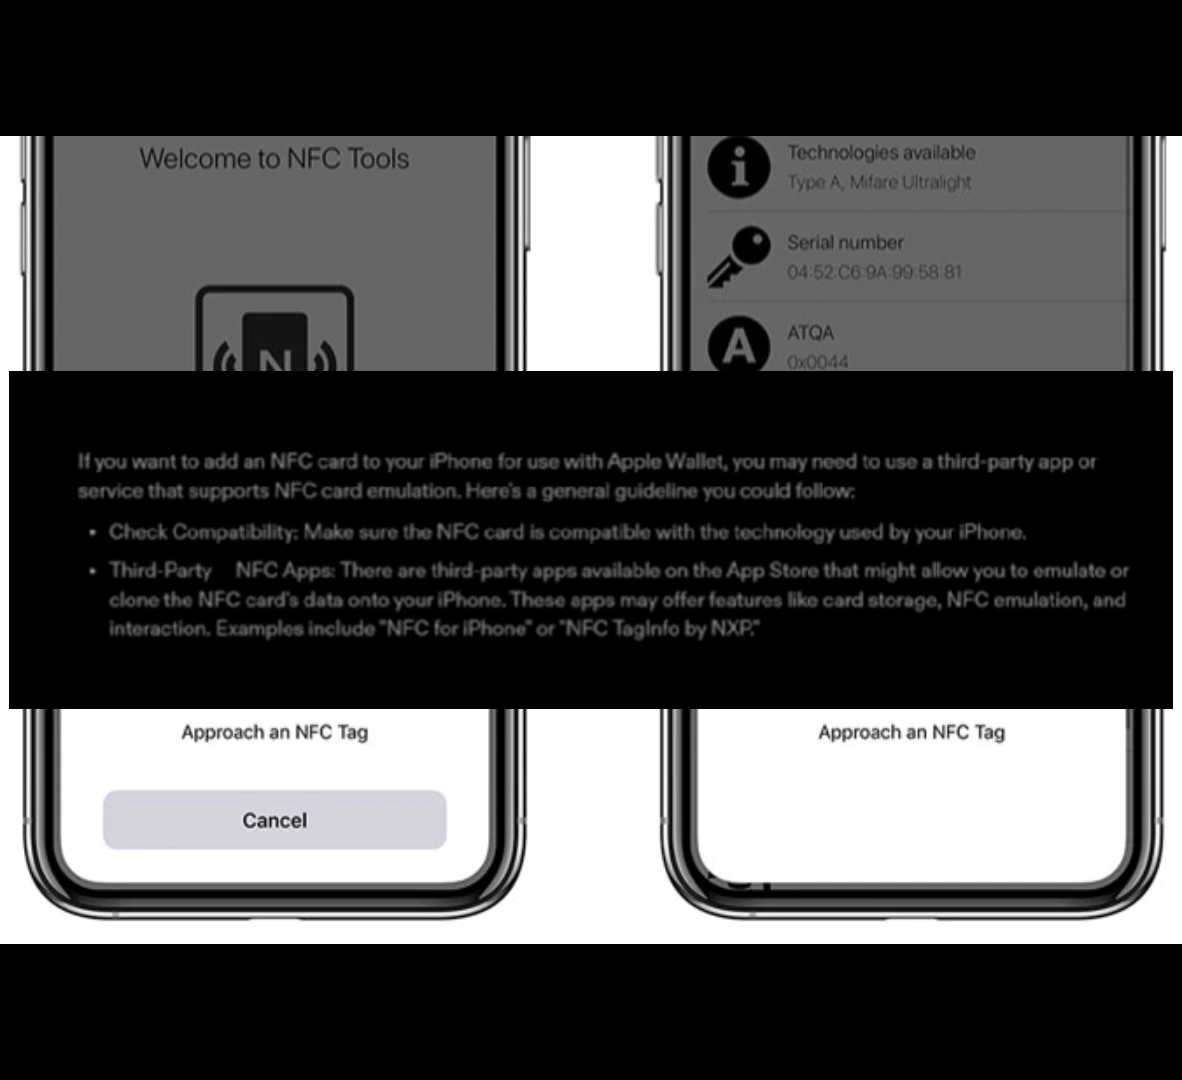 Welcome to NFC Tools
N
Technologies available
Type A, Mifare Ultralight
Serial number
04:52:C6:9A:99:58:81
A
ATQA
0x0044
If you want to add an NFC card to your iPhone for use with Apple Wallet, you may need to use a third-party app or
service that supports NFC card emulation. Here's a general guideline you could follow:
• Check Compatibility: Make sure the NFC card is compatible with the technology used by your iPhone.
• Third-Party NFC Apps: There are third-party apps available on the App Store that might allow you to emulate or
clone the NFC card's data onto your iPhone. These apps may offer features like card storage, NFC emulation, and
interaction. Examples include "NFC for iPhone" or "NFC TagInfo by NXP."
Approach an NFC Tag
Cancel
Approach an NFC Tag